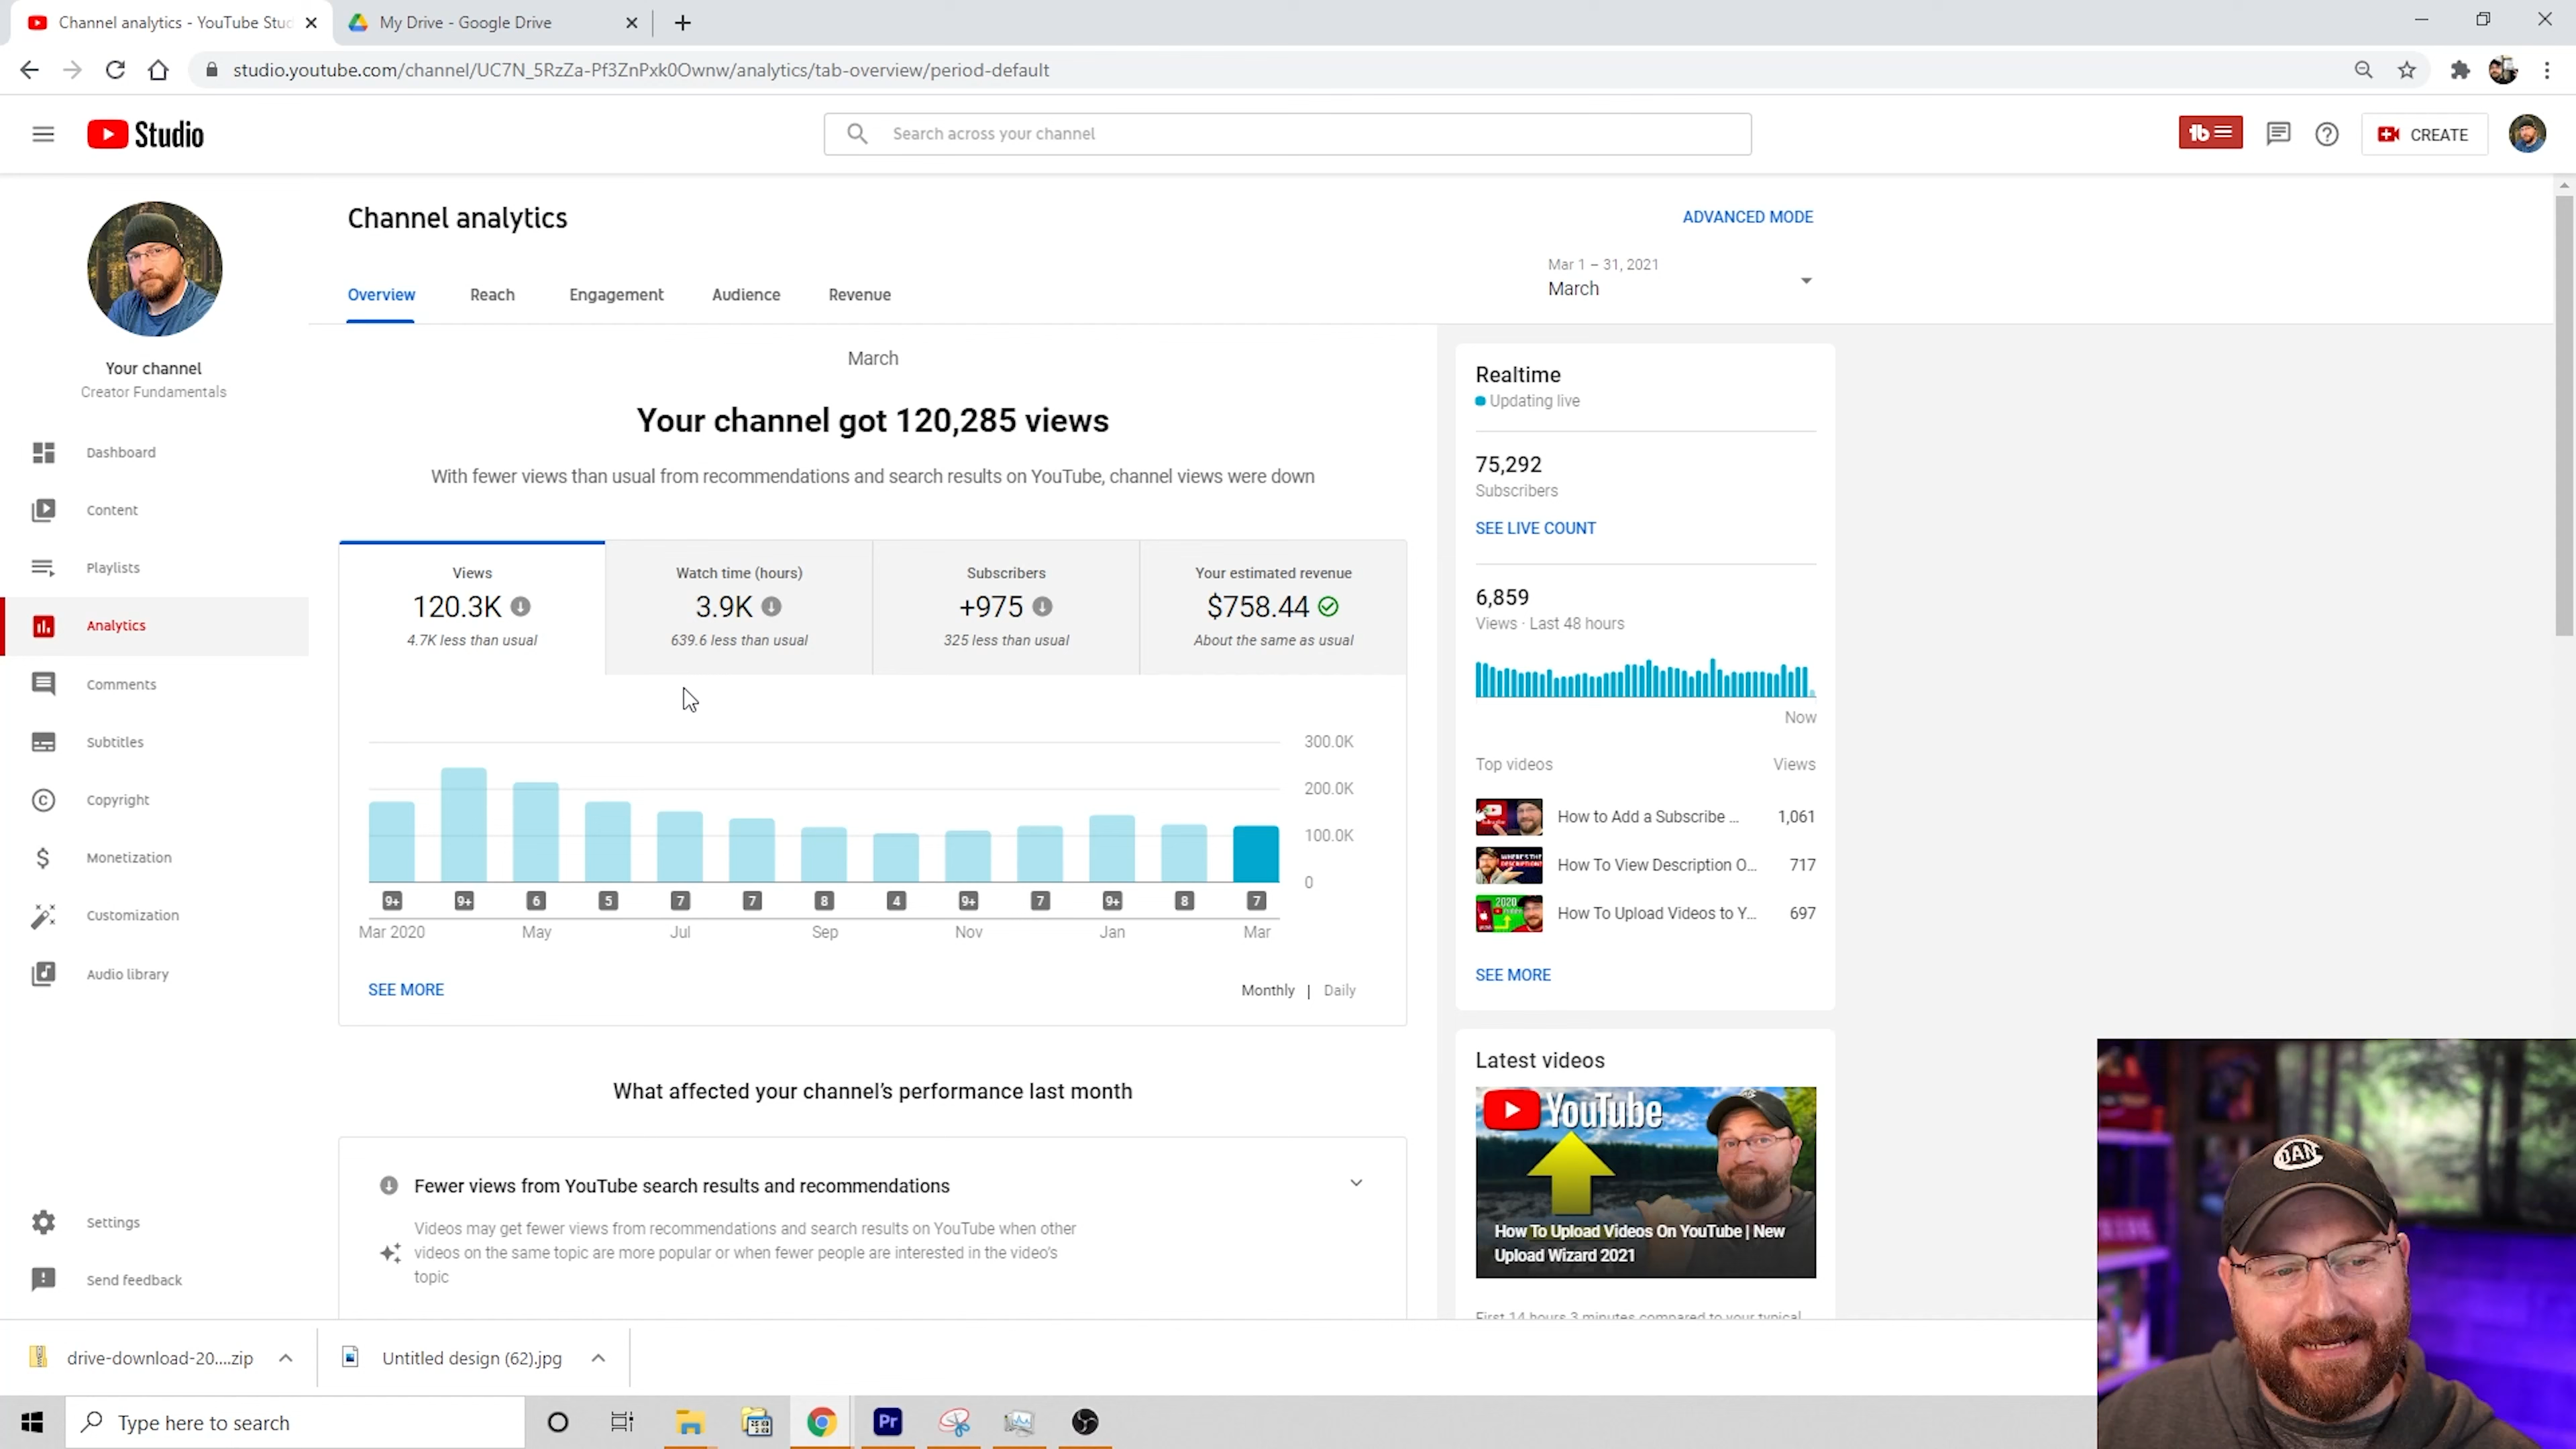 Channel analytics - YouTube Stuc
My Drive - Google Drive
studio.youtube.com/channel/UC7N_5RzZa-Pf3ZnPxk0Ownw/analytics/tab-overview/period-default
Studio
Search across your channel
CREATE
Your channel
Creator Fundamentals
Dashboard
Content
Playlists
Analytics
Comments
Subtitles
Copyright
Monetization
Customization
Audio library
Settings
Send feedback
Channel analytics
ADVANCED MODE
Mar 1 – 31, 2021
March
Overview
Reach
Engagement
Audience
Revenue
March
Your channel got 120,285 views
With fewer views than usual from recommendations and search results on YouTube, channel views were down
Views
120.3K
4.7K less than usual
Watch time (hours)
3.9K
639.6 less than usual
Subscribers
+975
325 less than usual
Your estimated revenue
$758.44
About the same as usual
300.0K
200.0K
100.0K
0
9+ 9+ 6 5 7 7 8 4 9+ 7 9+ 8 7
Mar 2020 May Jul Sep Nov Jan Mar
SEE MORE
Monthly | Daily
What affected your channel's performance last month
Fewer views from YouTube search results and recommendations
Videos may get fewer views from recommendations and search results on YouTube when other
videos on the same topic are more popular or when fewer people are interested in the video's
topic
Realtime
Updating live
75,292
Subscribers
SEE LIVE COUNT
6,859
Views · Last 48 hours
Now
Top videos Views
How to Add a Subscribe ... 1,061
How To View Description O... 717
How To Upload Videos to Y... 697
SEE MORE
Latest videos
YouTube
How To Upload Videos On YouTube | New
Upload Wizard 2021
First 14 hours 3 minutes compared to your typical
DAN
drive-download-20....zip
Untitled design (62).jpg
Type here to search
Pr